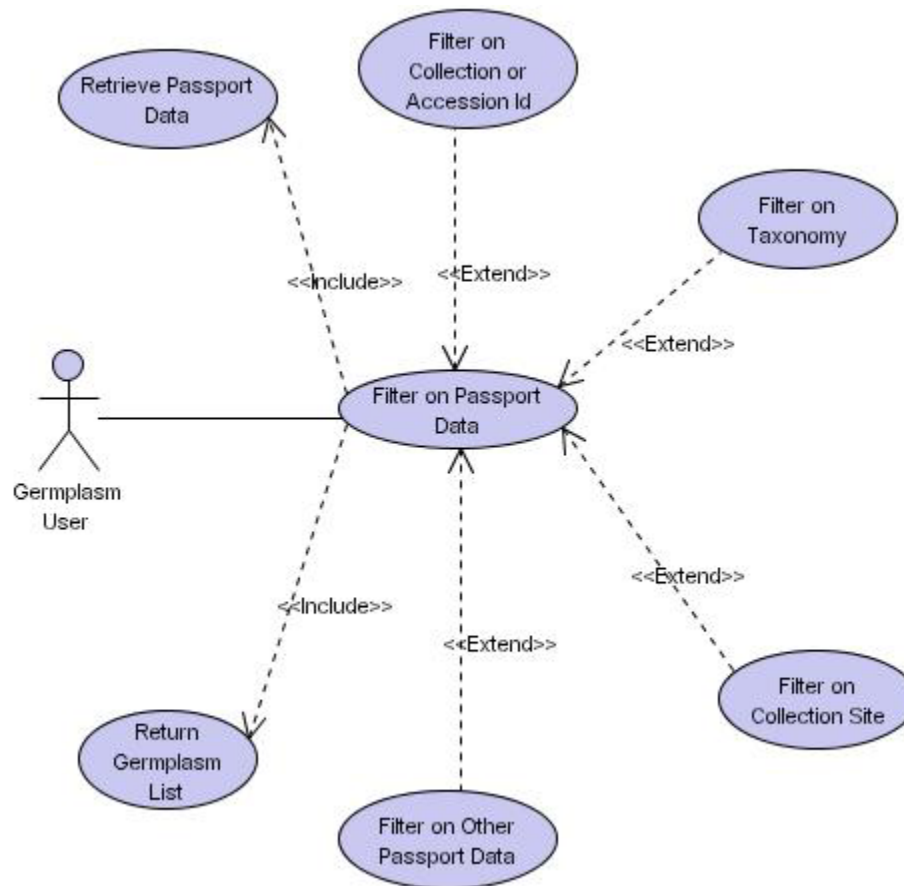 Filter on
Collection or
Accession Id
Retrieve Passport
Data
Filter on
Taxonomy
<<Include>>
<<Extend>>
<<Extend>>
Filter on Passport
Data
Germplasm
User
<<Extend>>
<<Include>>
<<Extend>>
Filter on
Collection Site
Return
Germplasm
List
Filter on Other
Passport Data